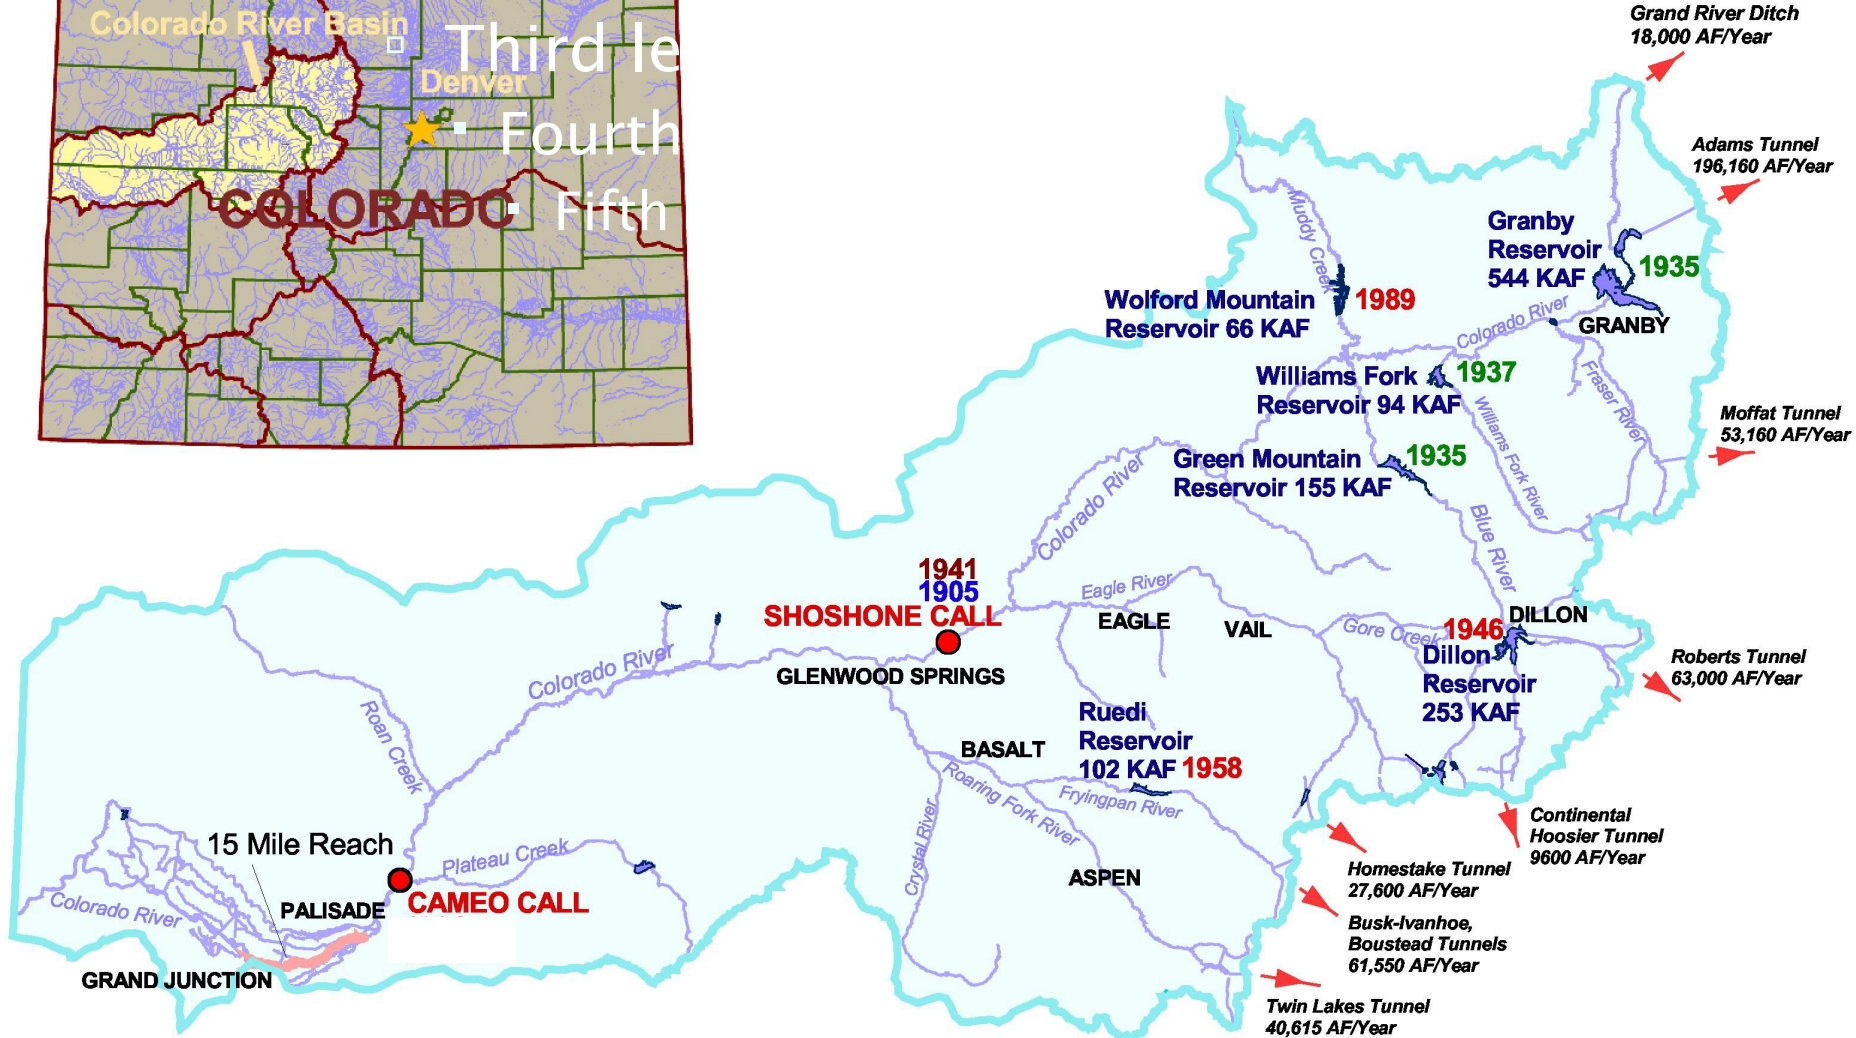 Colorado River Basin
Third le
Denver
Fourth
COLORADO
Fifth
Grand River Ditch
18,000 AF/Year
Adams Tunnel
196,160 AF/Year
Granby
Reservoir
544 KAF
1935
GRANBY
Muddy Creek
Wolford Mountain
Reservoir 66 KAF
1989
Colorado River
Williams Fork
Reservoir 94 KAF
1937
Fraser River
Williams Fork River
Moffat Tunnel
53,160 AF/Year
Green Mountain
Reservoir 155 KAF
1935
Colorado River
Blue River
1941
1905
SHOSHONE CALL
Eagle River
EAGLE
VAIL
Gore Creek
1946
DILLON
Dillon
Reservoir
253 KAF
Roberts Tunnel
63,000 AF/Year
Colorado River
GLENWOOD SPRINGS
Roan Creek
Ruedi
Reservoir
102 KAF
1958
BASALT
Roaring Fork River
Fryingpan River
Crystal River
ASPEN
Continental
Hoosier Tunnel
9600 AF/Year
Homestake Tunnel
27,600 AF/Year
Busk-Ivanhoe,
Boustead Tunnels
61,550 AF/Year
Twin Lakes Tunnel
40,615 AF/Year
15 Mile Reach
Plateau Creek
CAMEO CALL
PALISADE
Colorado River
GRAND JUNCTION